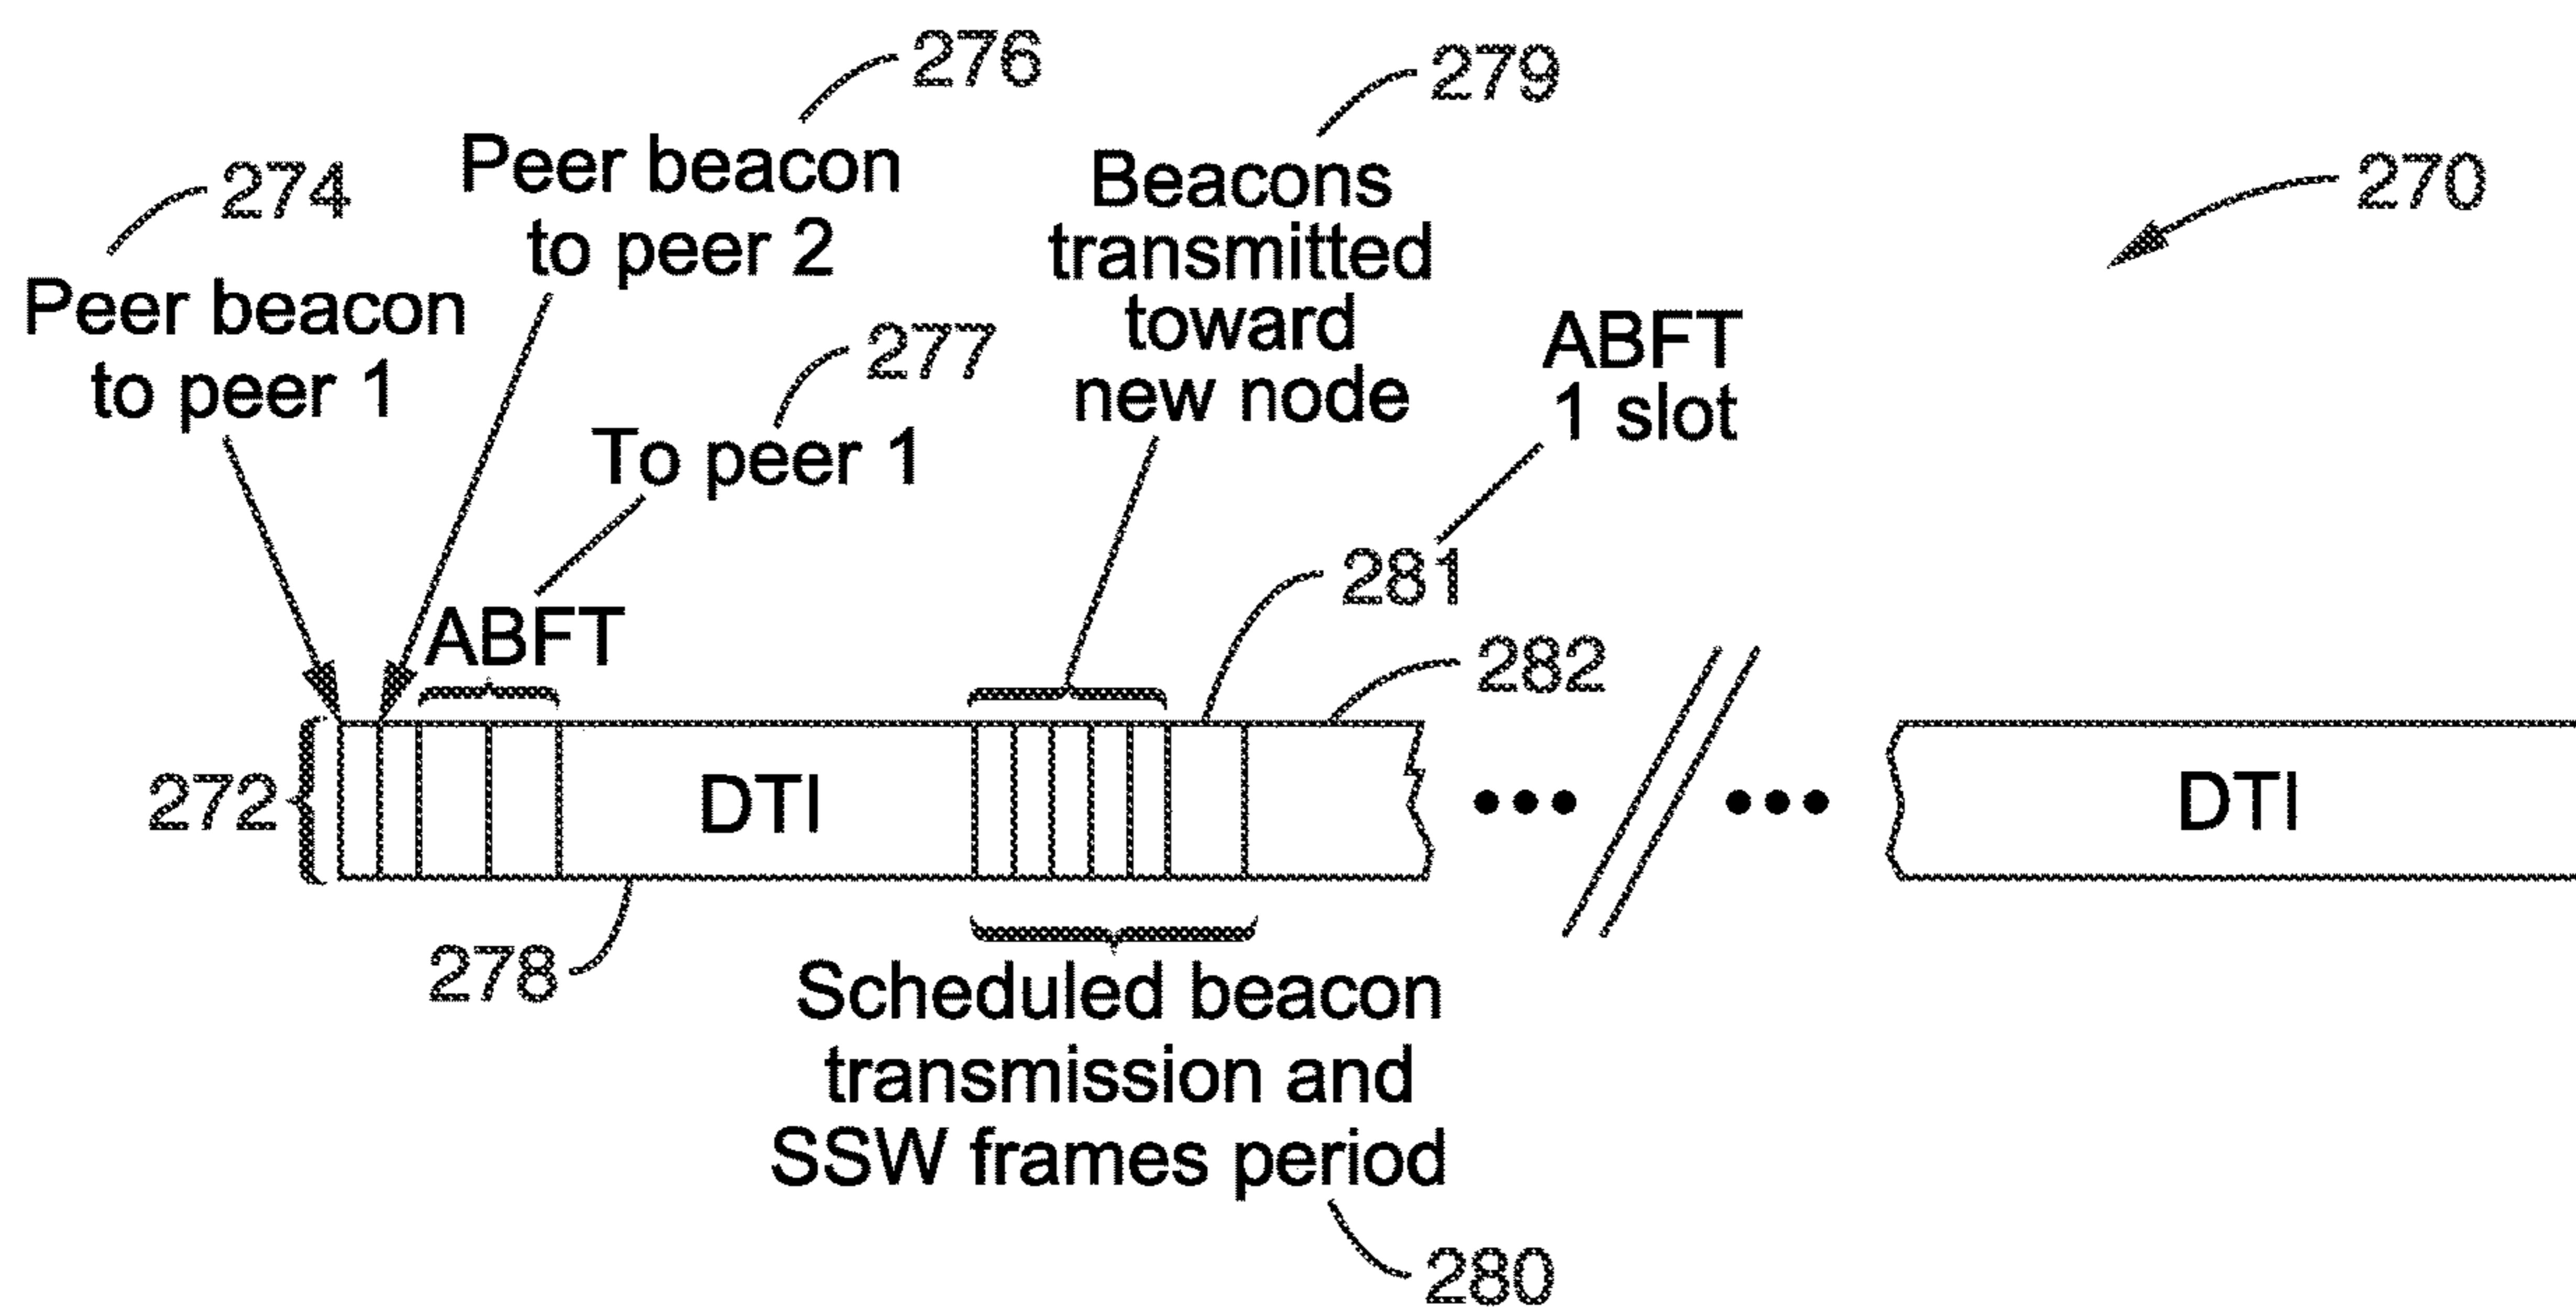 276
279
274
Peer beacon
to peer 2
Beacons
transmitted
toward
new node
270
Peer beacon
to peer 1
277
To peer 1
ABFT
1 slot
281
ABFT
282
272
DTI
DTI
278
Scheduled beacon
transmission and
SSW frames period
280